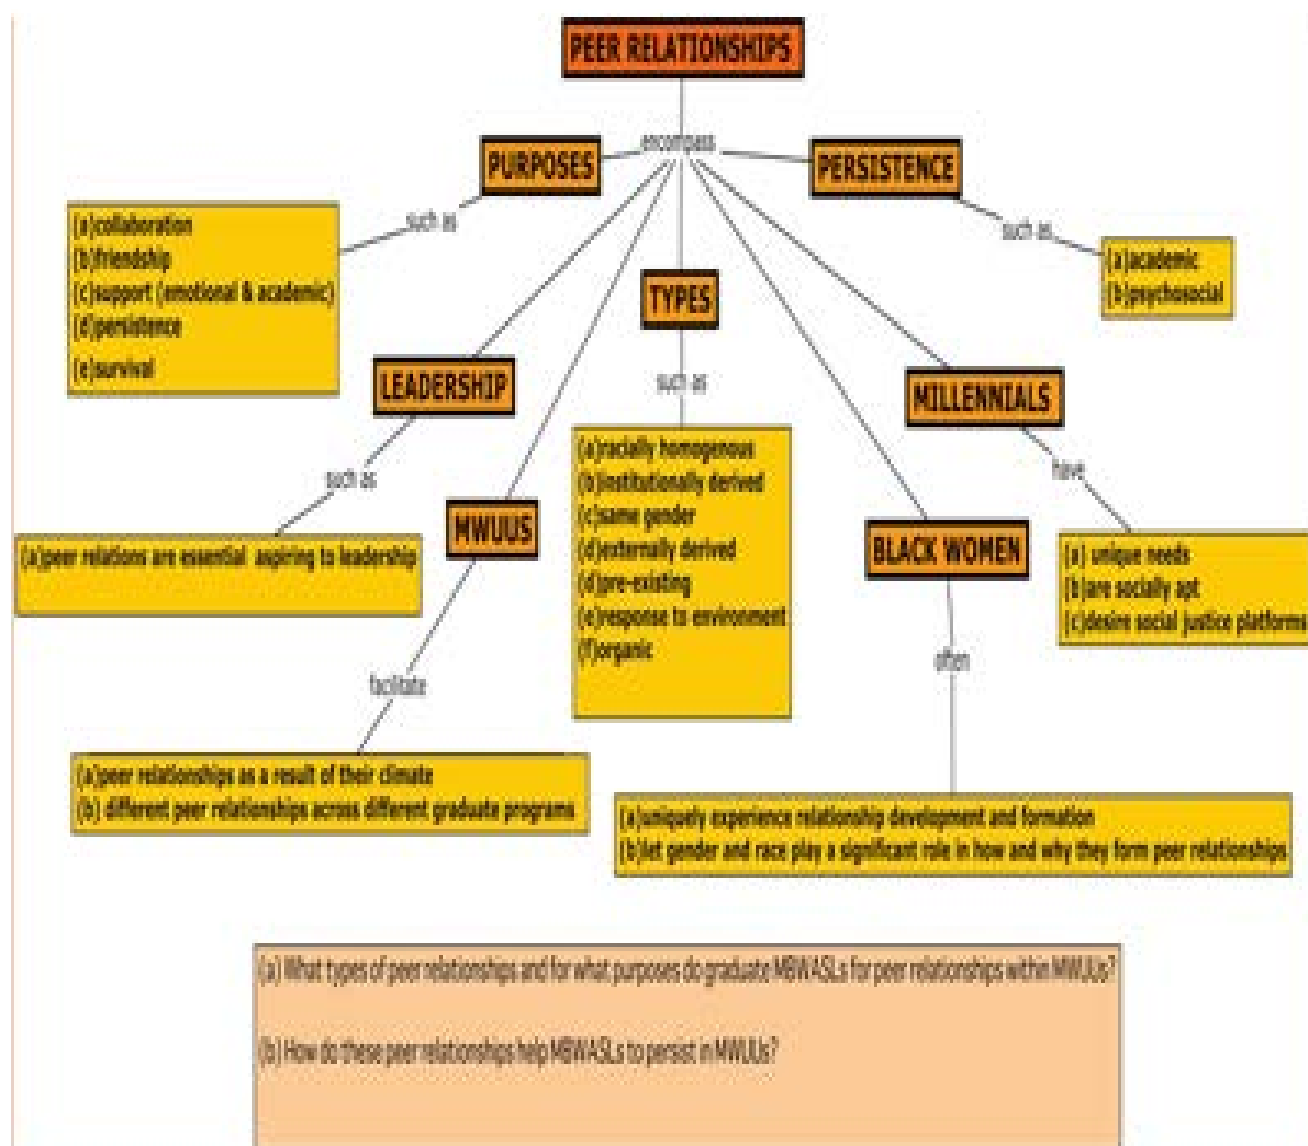 PEER RELATIONSHIPS
encompass
PURPOSES
PERSISTENCE
such as
such as
(a)collaboration
(b)friendship
(c)support (emotional & academic)
(d)persistence
(e)survival
(a)academic
(b)psychosocial
TYPES
such as
LEADERSHIP
MILLENNIALS
such as
have
(a)racially homogenous
(b)institutionally derived
(c)same gender
(d)externally derived
(d)pre-existing
(e)response to environment
(f)organic
MWUUS
BLACK WOMEN
(a)peer relations are essential aspiring to leadership
(a) unique needs
(b)are socially apt
(c)desire social justice platforms
facilitate
often
(a)peer relationships as a result of their climate
(b) different peer relationships across different graduate programs
(a)uniquely experience relationship development and formation
(b)let gender and race play a significant role in how and why they form peer relationships
(a) What types of peer relationships and for what purposes do graduate MBWASLs for peer relationships within MWUUs?
(b) How do these peer relationships help MBWASLs to persist in MWUUs?